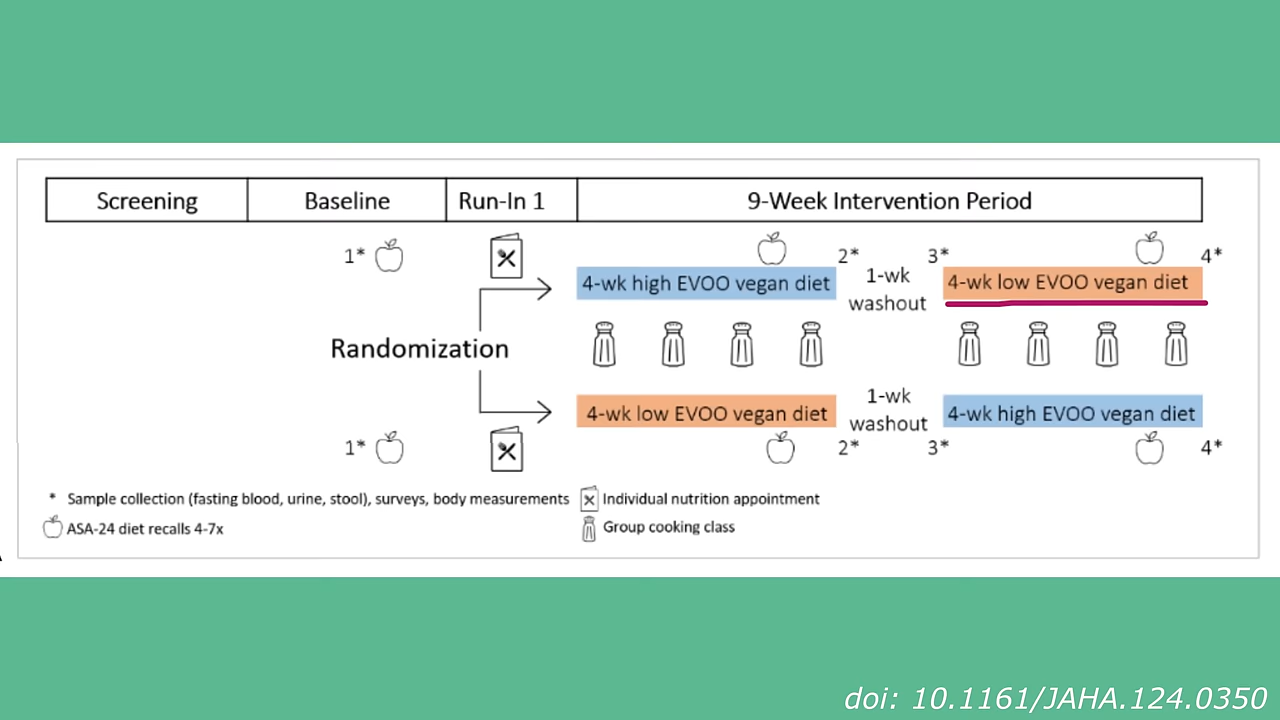 Screening Baseline Run-In 1 9-Week Intervention Period
1* 2* 3* 4*
4-wk high EVOO vegan diet 1-wk washout 4-wk low EVOO vegan diet
Randomization
4-wk low EVOO vegan diet 1-wk washout 4-wk high EVOO vegan diet
1* 2* 3* 4*
* Sample collection (fasting blood, urine, stool), surveys, body measurements Individual nutrition appointment
ASA-24 diet recalls 4-7x Group cooking class
doi: 10.1161/JAHA.124.0350